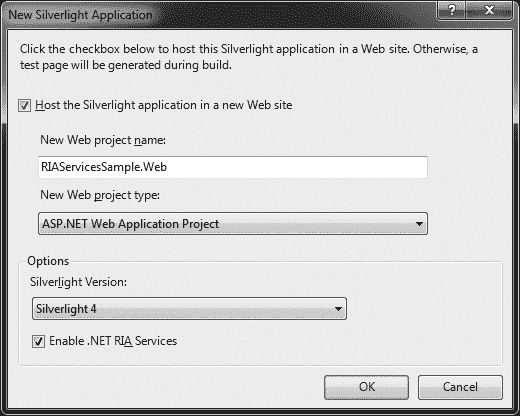 New Silverlight Application
?
Click the checkbox below to host this Silverlight application in a Web site. Otherwise, a
test page will be generated during build.
Host the Silverlight application in a new Web site
New Web project name:
RIAServicesSample.Web
New Web project type:
ASP.NET Web Application Project
Options
Silverlight Version:
Silverlight 4
Enable .NET RIA Services
OK Cancel